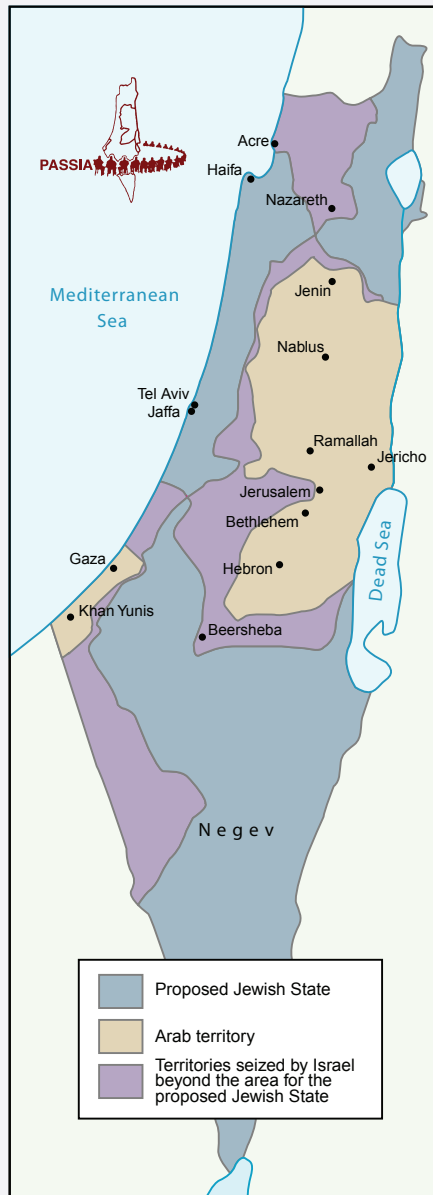 PASSIA
Acre
Haifa
Nazareth
Mediterranean
Sea
Jenin
Nablus
Tel Aviv
Jaffa
Ramallah
Jericho
Jerusalem
Bethlehem
Gaza
Hebron
Dead Sea
Khan Yunis
Beersheba
Negev
Proposed Jewish State
Arab territory
Territories seized by Israel
beyond the area for the
proposed Jewish State